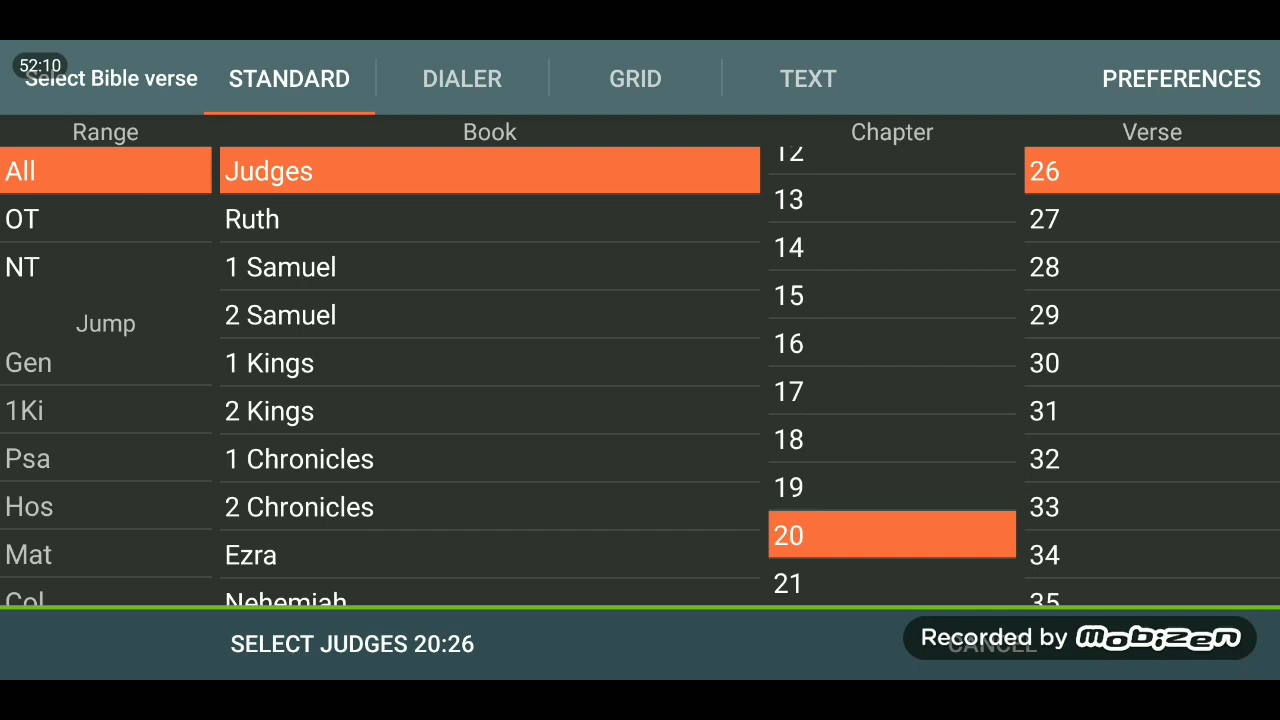 52:10
Select Bible verse STANDARD DIALER GRID TEXT PREFERENCES
Range Book Chapter Verse
12
All Judges 26
13
OT Ruth 27
14
NT 1 Samuel 28
15
2 Samuel 29
Jump
16
Gen 1 Kings 30
17
1Ki 2 Kings 31
18
Psa 1 Chronicles 32
19
Hos 2 Chronicles 33
20
Mat Ezra 34
21
Col Nehemiah 35
SELECT JUDGES 20:26 CANCEL
Recorded by mobizen